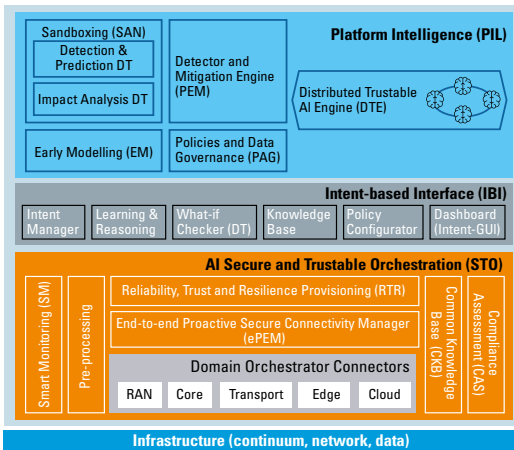 Platform Intelligence (PIL)
Sandboxing (SAN)
Detection &
Prediction DT
Impact Analysis DT
Detector and
Mitigation Engine
(PEM)
Distributed Trustable
AI Engine (DTE)
Early Modelling (EM)
Policies and Data
Governance (PAG)
Intent-based Interface (IBI)
Intent
Manager
Learning &
Reasoning
What-if
Checker (DT)
Knowledge
Base
Policy
Configurator
Dashboard
(Intent-GUI)
AI Secure and Trustable Orchestration (STO)
Smart Monitoring (SM)
Pre-processing
Reliability, Trust and Resilience Provisioning (RTR)
End-to-end Proactive Secure Connectivity Manager
(ePEM)
Domain Orchestrator Connectors
RAN
Core
Transport
Edge
Cloud
Common Knowledge
Base (CKB)
Compliance
Assessment (CAS)
Infrastructure (continuum, network, data)